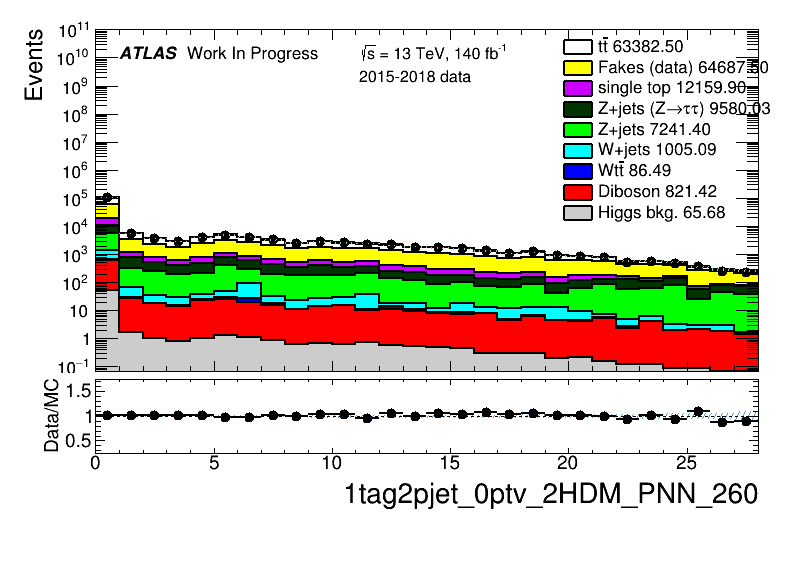 Events
10¹¹
10¹⁰
10⁹
10⁸
10⁷
10⁶
10⁵
10⁴
10³
10²
10
1
10⁻¹
ATLAS Work In Progress
√s = 13 TeV, 140 fb⁻¹
2015-2018 data
tt̄ 63382.50
Fakes (data) 64687.50
single top 12159.90
Z+jets (Z→ττ) 9580.03
Z+jets 7241.40
W+jets 1005.09
Wtt̄ 86.49
Diboson 821.42
Higgs bkg. 65.68
Data/MC
1.5
1
0.5
0 5 10 15 20 25
1tag2pjet_0ptv_2HDM_PNN_260